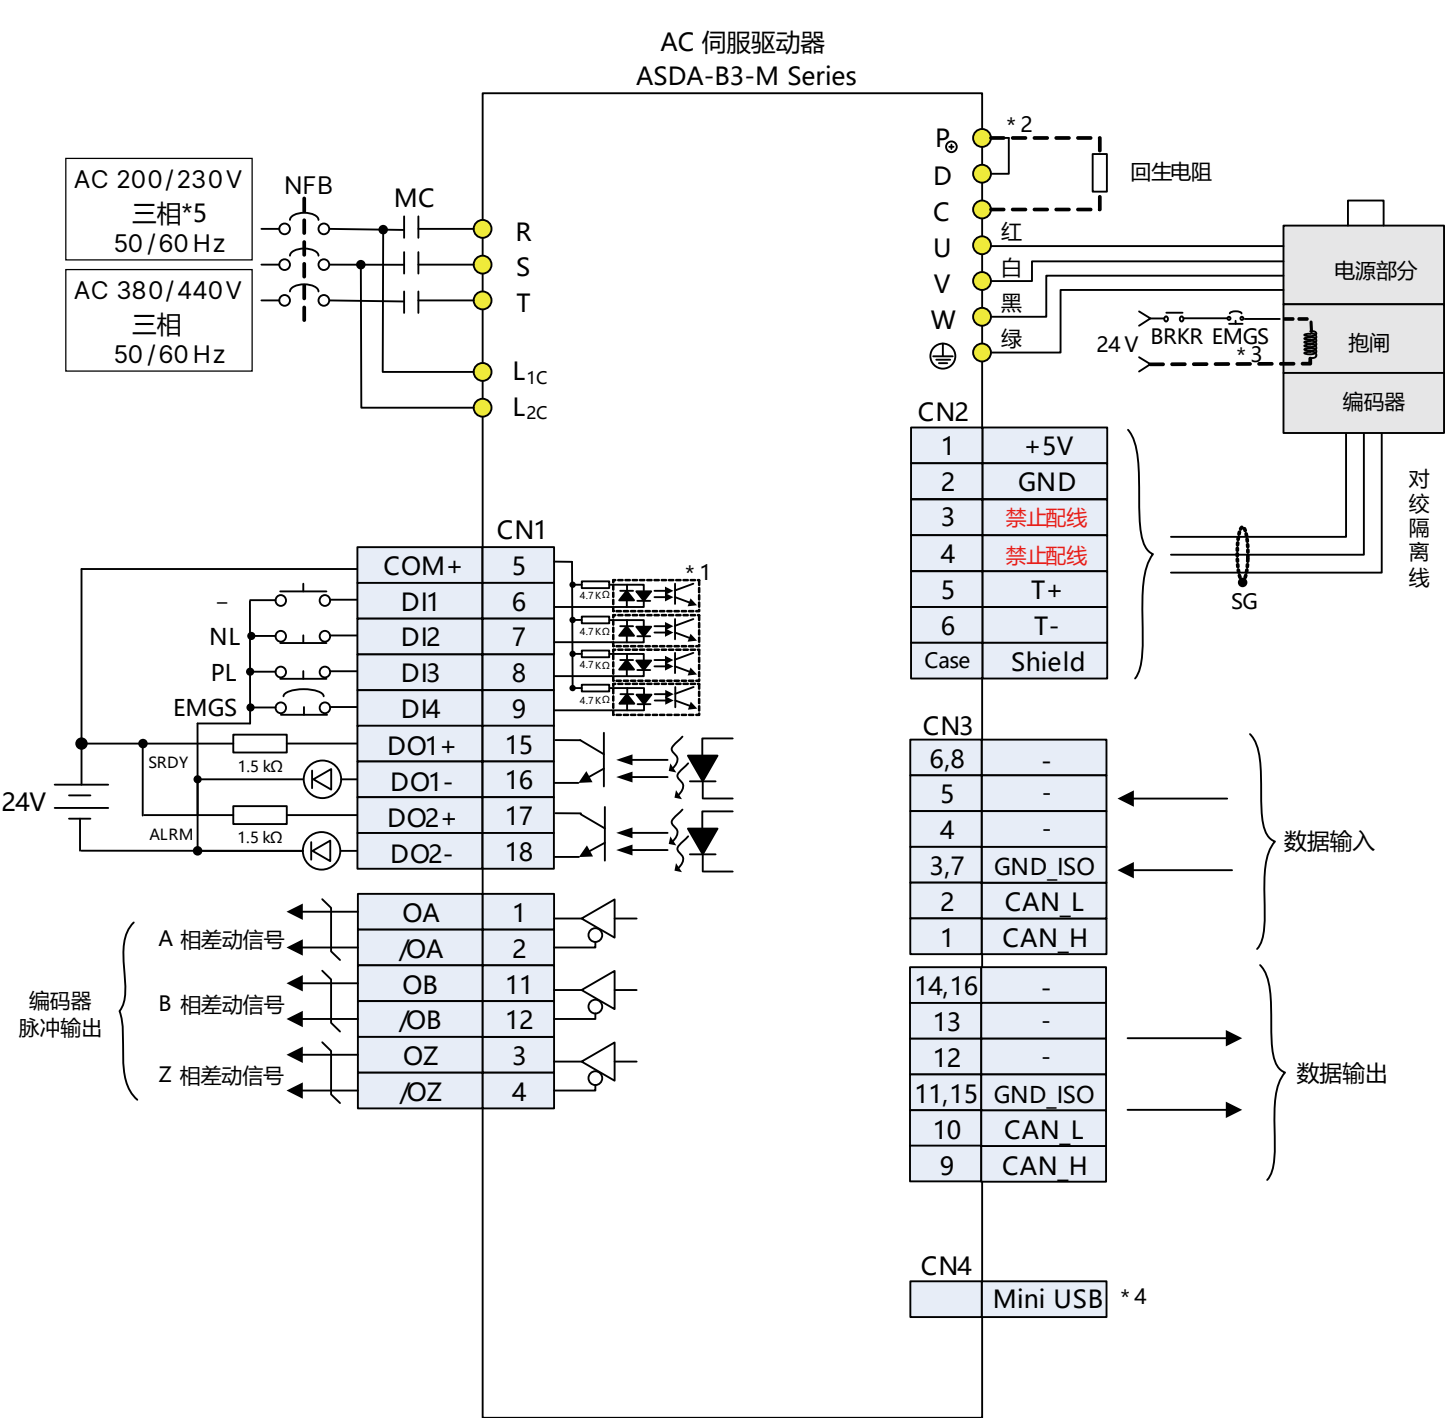 AC 伺服驱动器
ASDA-B3-M Series
AC 200/230V
三相*5
50/60Hz
AC 380/440V
三相
50/60Hz
NFB
MC
R
S
T
L1C
L2C
P⊕
D
C
U
V
W
*2
回生电阻
红
白
黑
绿
24V
BRKR
EMGS
*3
电源部分
抱闸
编码器
对绞隔离线
SG
CN2
1 +5V
2 GND
3 禁止配线
4 禁止配线
5 T+
6 T-
Case Shield
CN1
COM+ 5
– DI1 6
NL DI2 7
PL DI3 8
EMGS DI4 9
DO1+ 15
DO1- 16
DO2+ 17
DO2- 18
*1
4.7KΩ
4.7KΩ
4.7KΩ
4.7KΩ
SRDY
1.5 kΩ
24V
ALRM
1.5 kΩ
OA 1
/OA 2
OB 11
/OB 12
OZ 3
/OZ 4
A 相差动信号
B 相差动信号
Z 相差动信号
编码器
脉冲输出
CN3
6,8 -
5 -
4 -
3,7 GND_ISO
2 CAN_L
1 CAN_H
数据输入
14,16 -
13 -
12 -
11,15 GND_ISO
10 CAN_L
9 CAN_H
数据输出
CN4
Mini USB *4